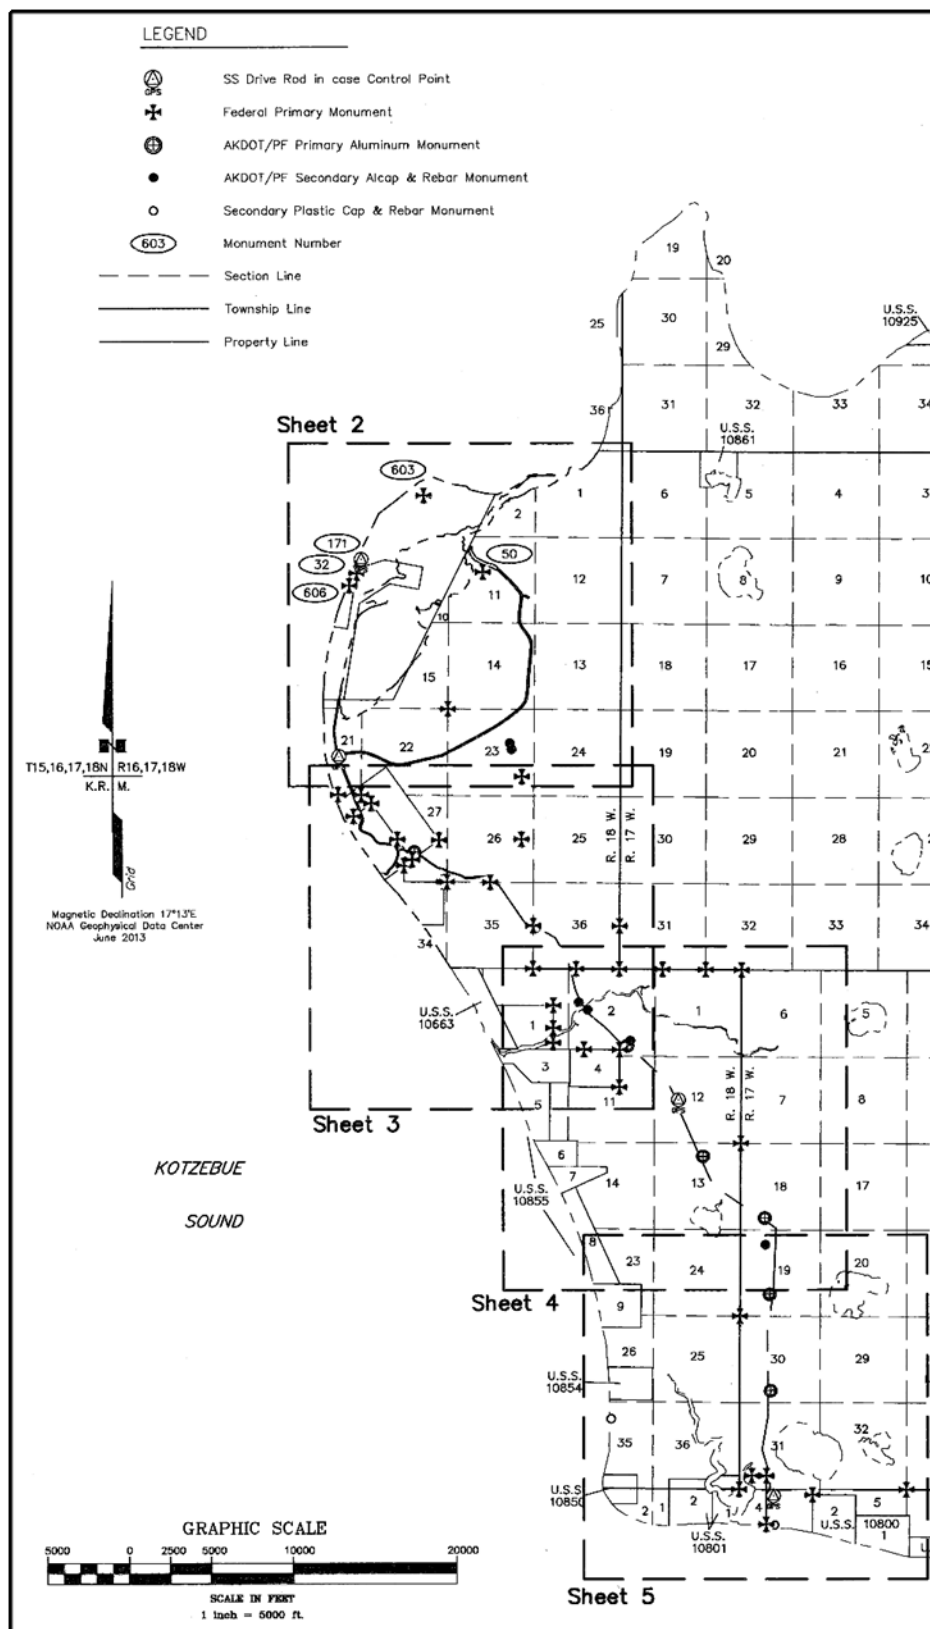 LEGEND
GPS
SS Drive Rod in case Control Point
Federal Primary Monument
AKDOT/PF Primary Aluminum Monument
AKDOT/PF Secondary Alcap & Rebar Monument
Secondary Plastic Cap & Rebar Monument
603
Monument Number
Section Line
Township Line
Property Line
19
20
25
30
29
U.S.S.
10925
36
31
32
33
34
Sheet 2
U.S.S.
10861
603
1
2
6
5
4
3
171
32
606
50
11
12
7
8
9
10
10
15
14
13
18
17
16
15
21
22
23
24
19
20
21
T15,16,17,18N R16,17,18W
K.R. M.
Grid
Magnetic Declination 17°13'E
NOAA Geophysical Data Center
June 2013
27
26
25
R. 18 W.
R. 17 W.
30
29
28
34
35
36
31
32
33
34
U.S.S.
10663
1
2
1
6
5
3
4
5
11
12
R. 18 W.
R. 17 W.
7
8
Sheet 3
KOTZEBUE
SOUND
6
7
U.S.S.
10855
14
13
18
17
8
23
24
19
20
Sheet 4
9
26
25
30
29
U.S.S.
10854
35
36
31
32
U.S.S
10850
2
1
2
1
4
GPS
2
5
U.S.S.
10800
1
U.S.S.
10801
Sheet 5
GRAPHIC SCALE
5000
0
2500
5000
10000
20000
SCALE IN FEET
1 inch = 5000 ft.